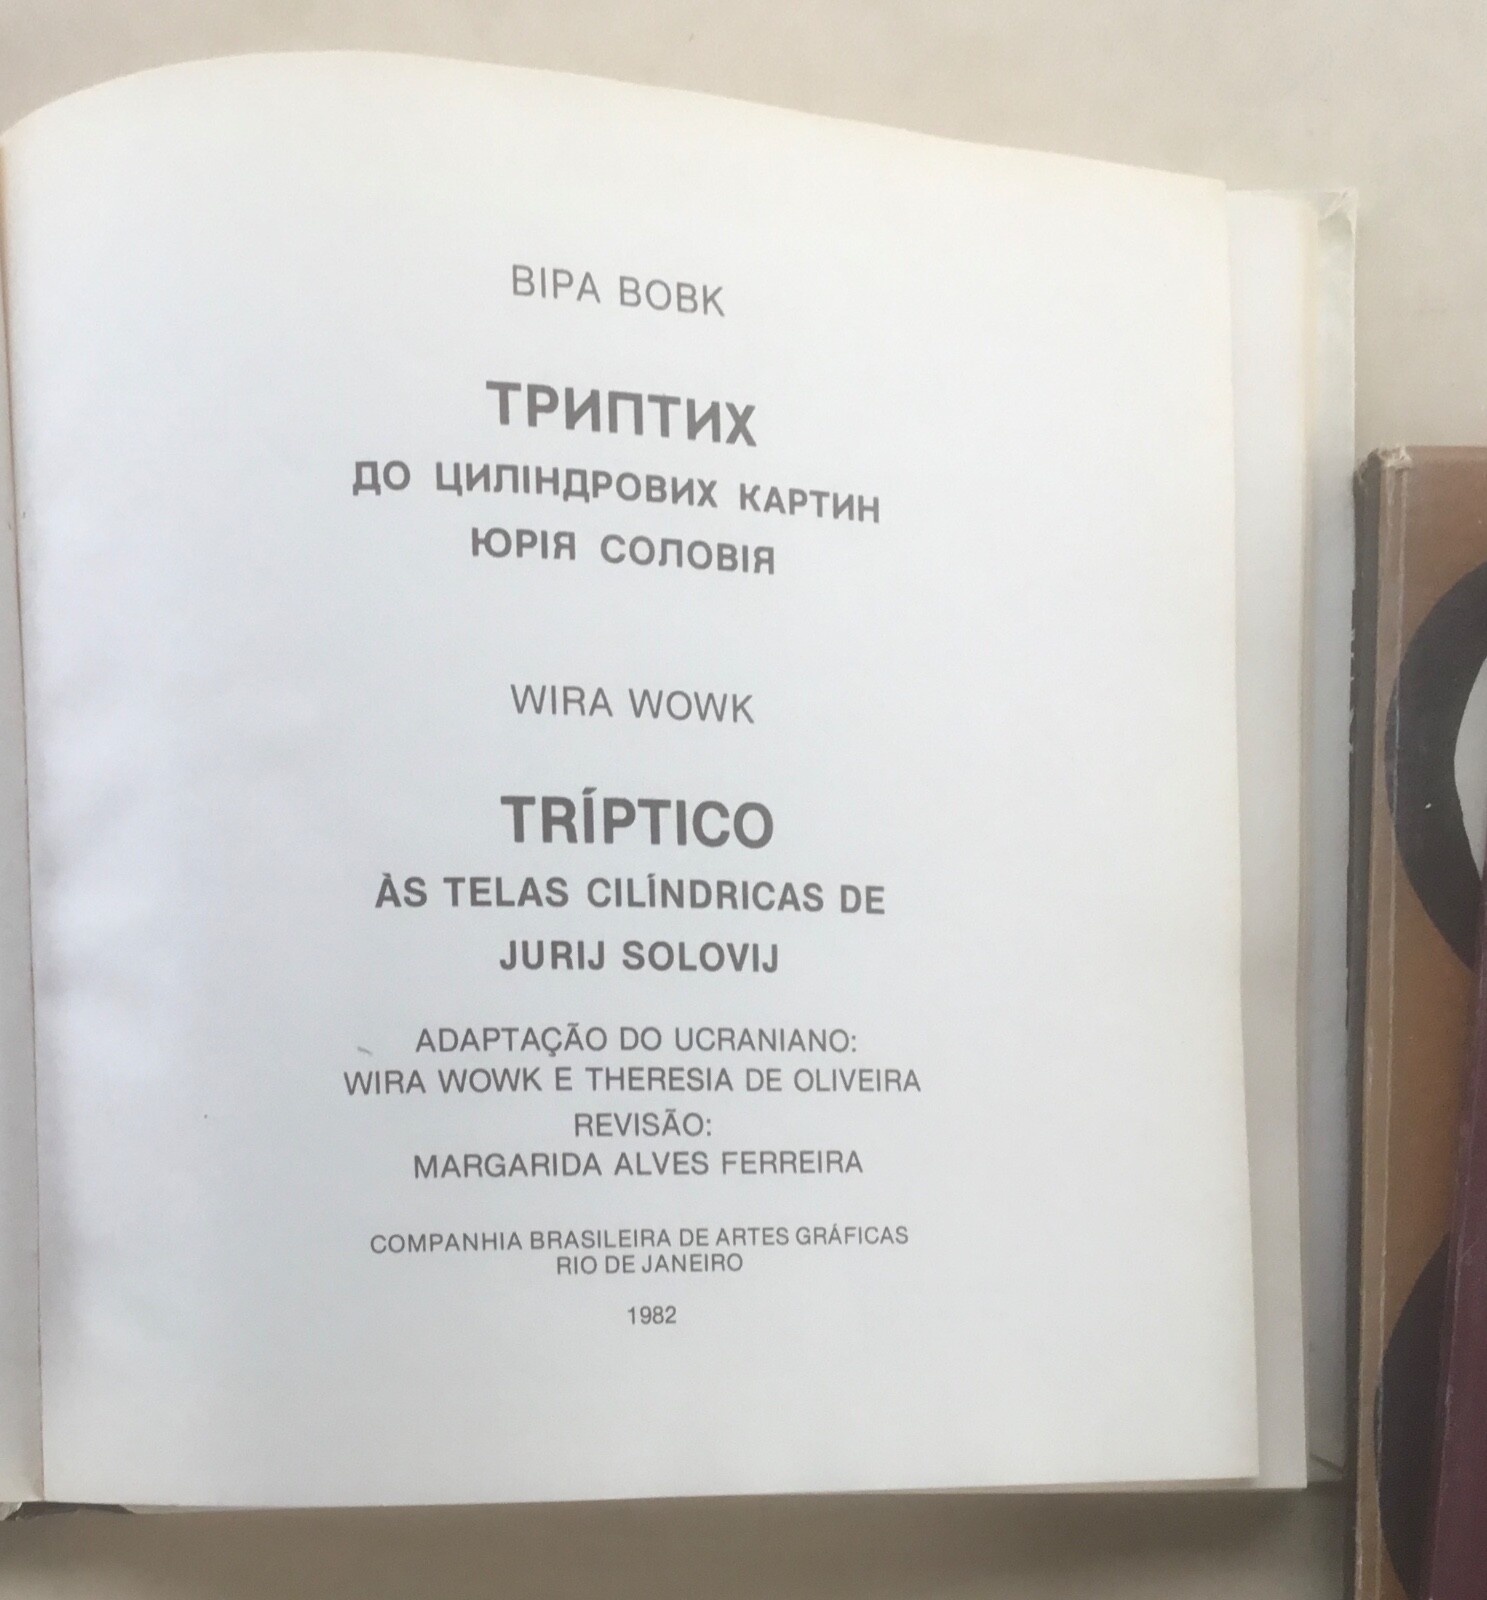 ВІРА ВОВК
ТРИПТИХ
ДО ЦИЛІНДРОВИХ КАРТИН
ЮРІЯ СОЛОВІЯ
WIRA WOWK
TRÍPTICO
ÀS TELAS CILÍNDRICAS DE
JURIJ SOLOVIJ
ADAPTAÇÃO DO UCRANIANO:
WIRA WOWK E THERESIA DE OLIVEIRA
REVISÃO:
MARGARIDA ALVES FERREIRA
COMPANHIA BRASILEIRA DE ARTES GRÁFICAS
RIO DE JANEIRO
1982